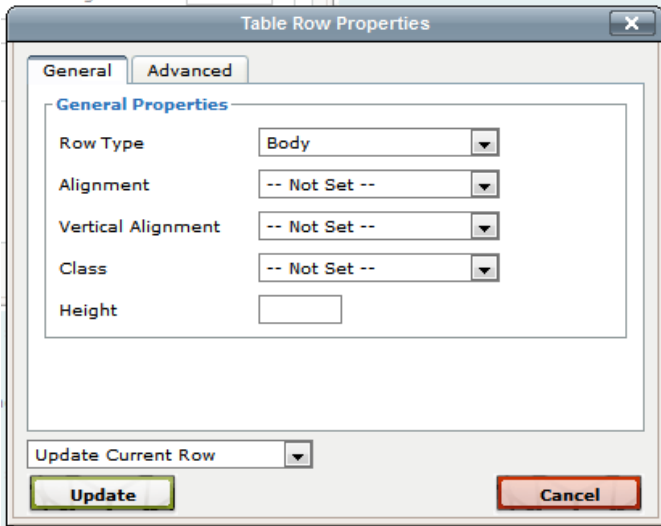 Table Row Properties
General Advanced
General Properties
Row Type Body
Alignment -- Not Set --
Vertical Alignment -- Not Set --
Class -- Not Set --
Height
Update Current Row
Update Cancel